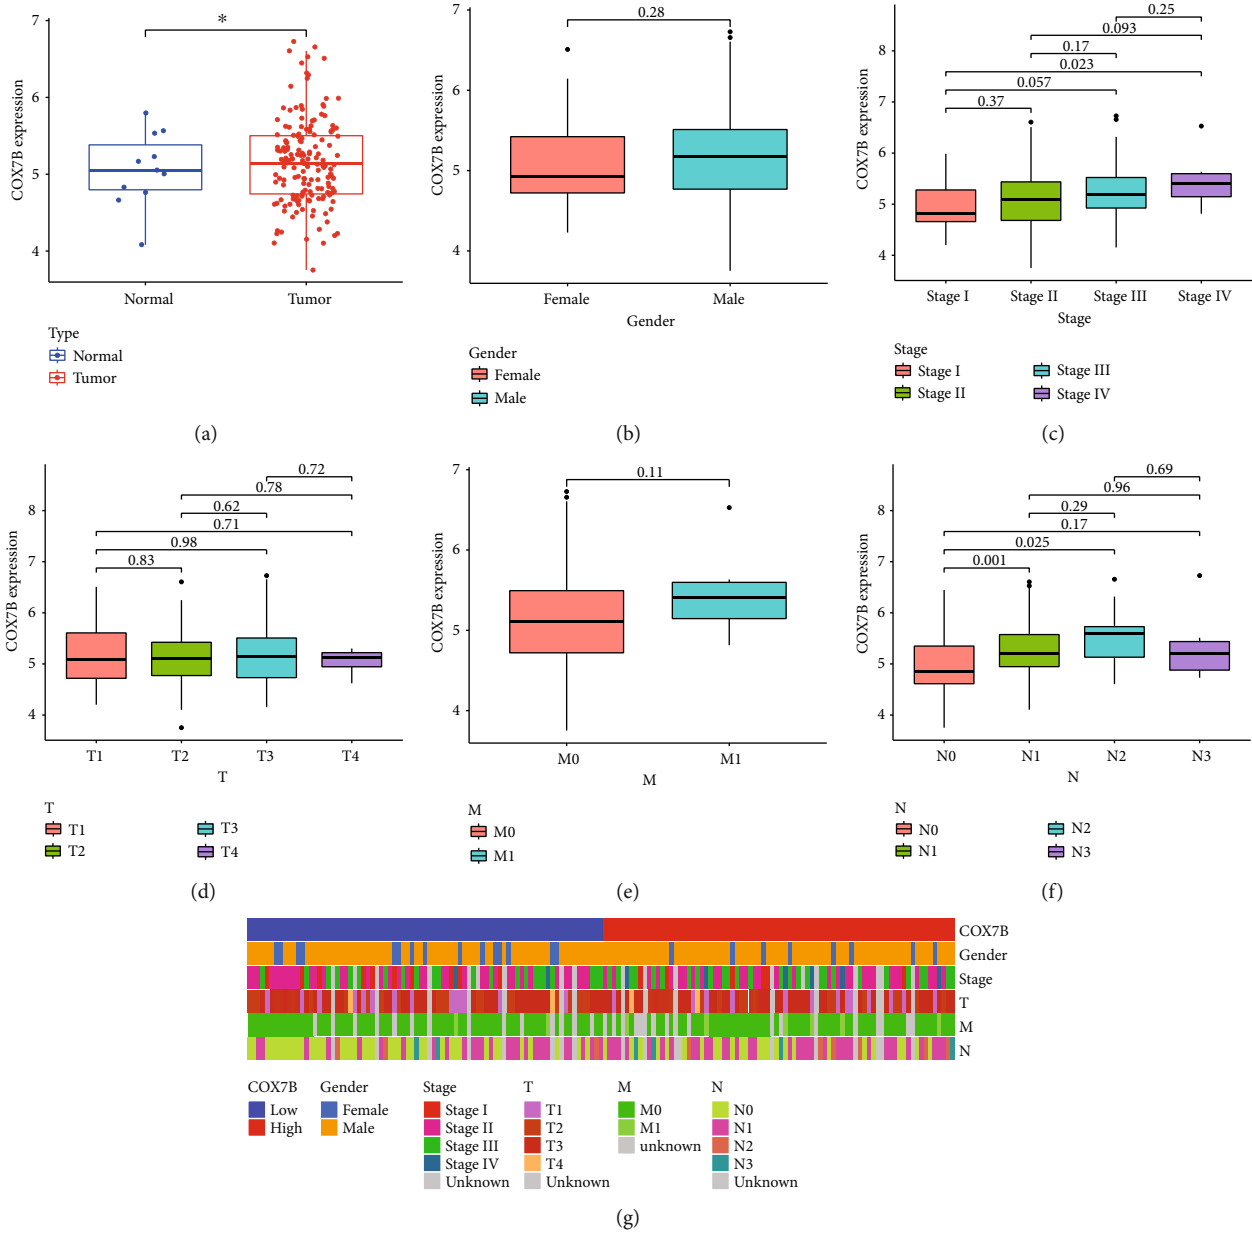 7
6
5
4
COX7B expression
*
Normal
Tumor
Type
Normal
Tumor
(a)
7
6
5
4
COX7B expression
0.28
Female
Male
Gender
Gender
Female
Male
(b)
8
7
6
5
4
COX7B expression
0.25
0.093
0.17
0.023
0.057
0.37
Stage I
Stage II
Stage III
Stage IV
Stage
Stage
Stage I
Stage II
Stage III
Stage IV
(c)
8
7
6
5
4
COX7B expression
0.72
0.78
0.62
0.71
0.98
0.83
T1
T2
T3
T4
T
T
T1
T2
T3
T4
(d)
7
6
5
4
COX7B expression
0.11
M0
M1
M
M
M0
M1
(e)
8
7
6
5
4
COX7B expression
0.69
0.96
0.29
0.17
0.025
0.001
N0
N1
N2
N3
N
N
N0
N1
N2
N3
(f)
COX7B
Gender
Stage
T
M
N
COX7B
Low
High
Gender
Female
Male
Stage
Stage I
Stage II
Stage III
Stage IV
Unknown
T
T1
T2
T3
T4
Unknown
M
M0
M1
unknown
N
N0
N1
N2
N3
Unknown
(g)